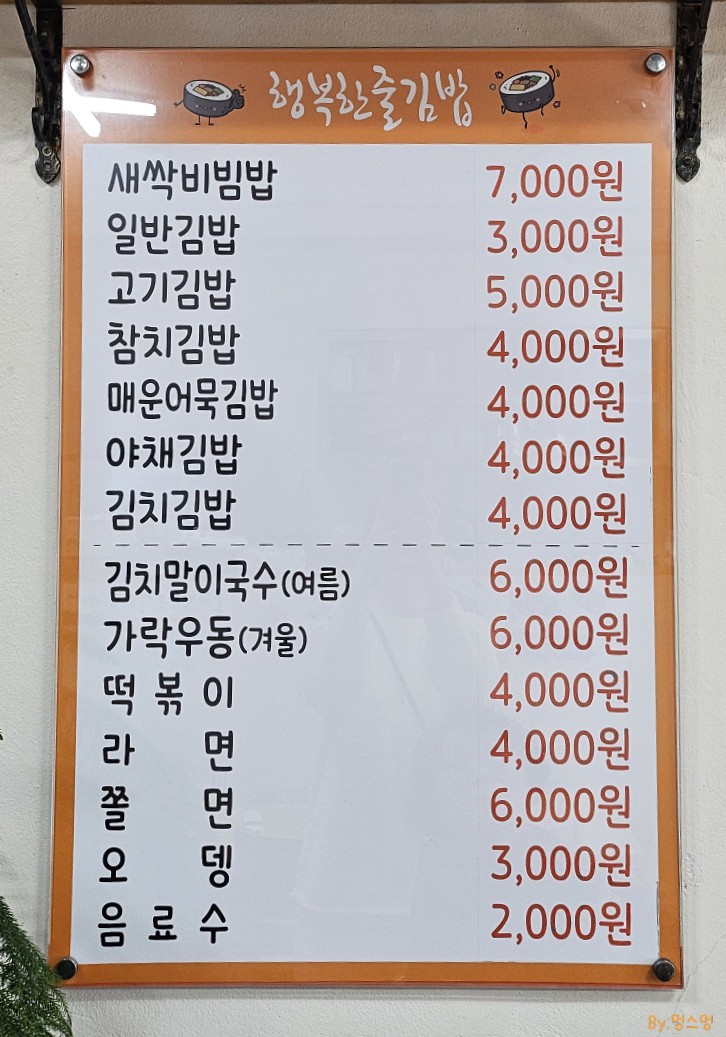 행복한줄김밥
새싹비빔밥 7,000원
일반김밥 3,000원
고기김밥 5,000원
참치김밥 4,000원
매운어묵김밥 4,000원
야채김밥 4,000원
김치김밥 4,000원
김치말이국수(여름) 6,000원
가락우동(겨울) 6,000원
떡 볶 이 4,000원
라 면 4,000원
쫄 면 6,000원
오 뎅 3,000원
음 료 수 2,000원
By.멍스멍